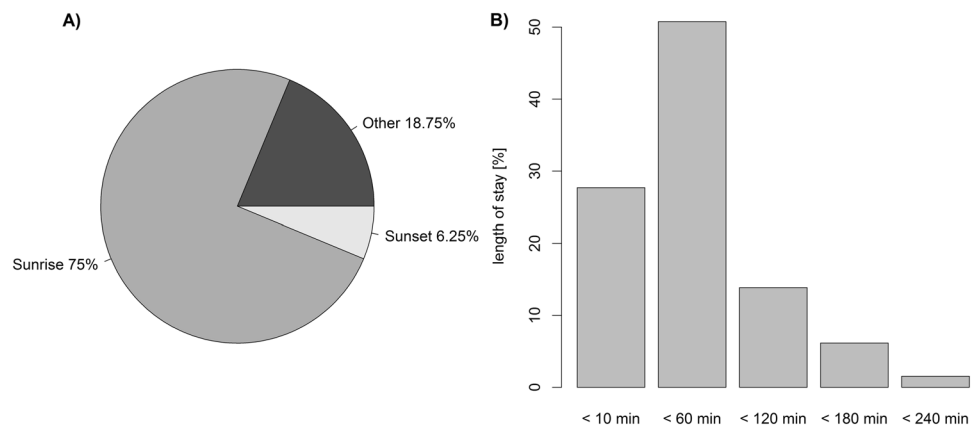 A)
Other 18.75%
Sunset 6.25%
Sunrise 75%
B)
length of stay [%]
50
40
30
20
10
0
< 10 min
< 60 min
< 120 min
< 180 min
< 240 min